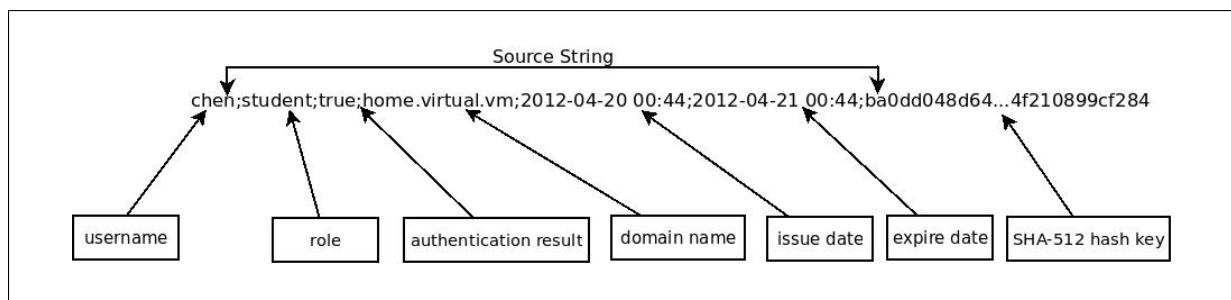 Source String
chen;student;true;home.virtual.vm;2012-04-20 00:44;2012-04-21 00:44;ba0dd048d64...4f210899cf284
username
role
authentication result
domain name
issue date
expire date
SHA-512 hash key